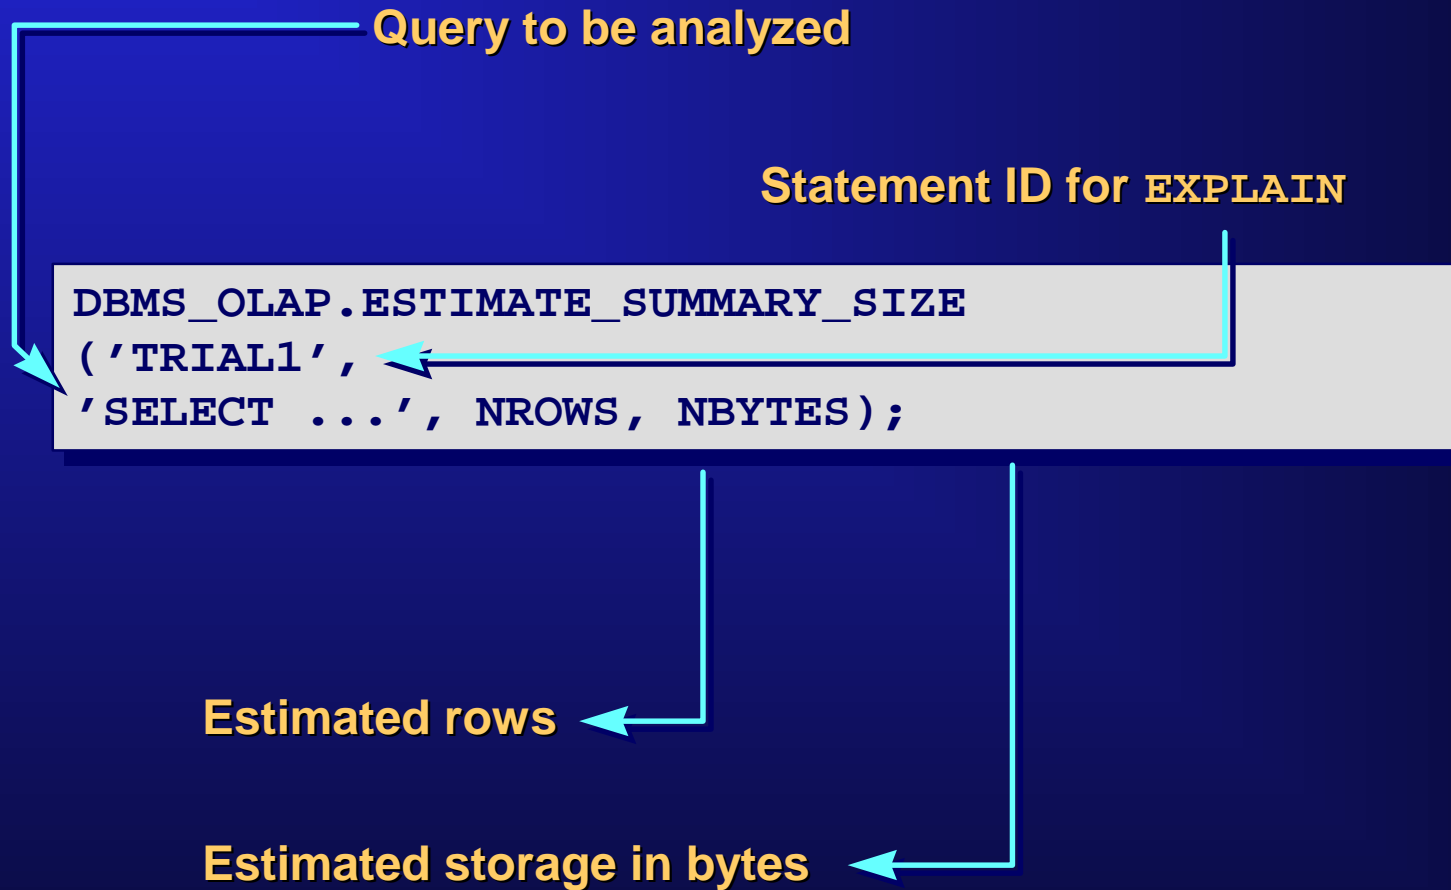 Query to be analyzed
Statement ID for EXPLAIN
DBMS_OLAP.ESTIMATE_SUMMARY_SIZE
('TRIAL1',
'SELECT ...', NROWS, NBYTES);
Estimated rows
Estimated storage in bytes